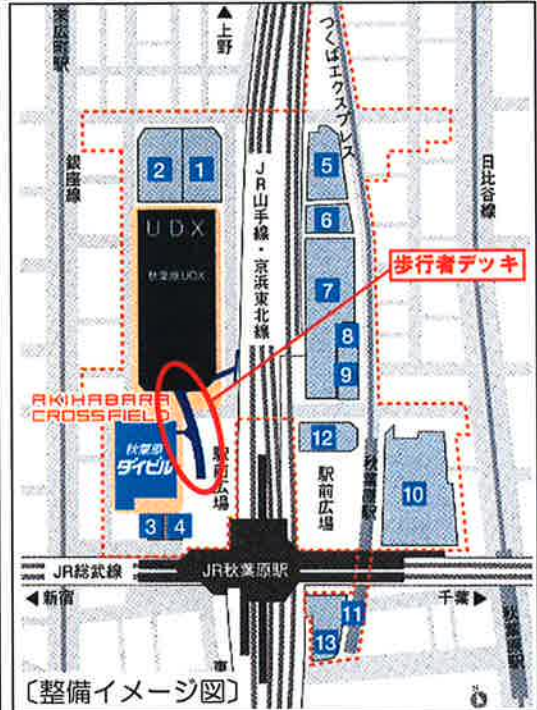 ▲上野
末広町駅
銀座線
つくばエクスプレス
日比谷線
JR山手線・京浜東北線
2
1
5
6
7
8
9
UDX
秋葉原UDX
歩行者デッキ
AKIHABARA
CROSSFIELD
秋葉原
ダイビル
駅前広場
12
駅前広場
秋葉原駅
10
3
4
JR総武線
JR秋葉原駅
◀新宿
千葉▶
秋葉原駅
11
13
〔整備イメージ図〕